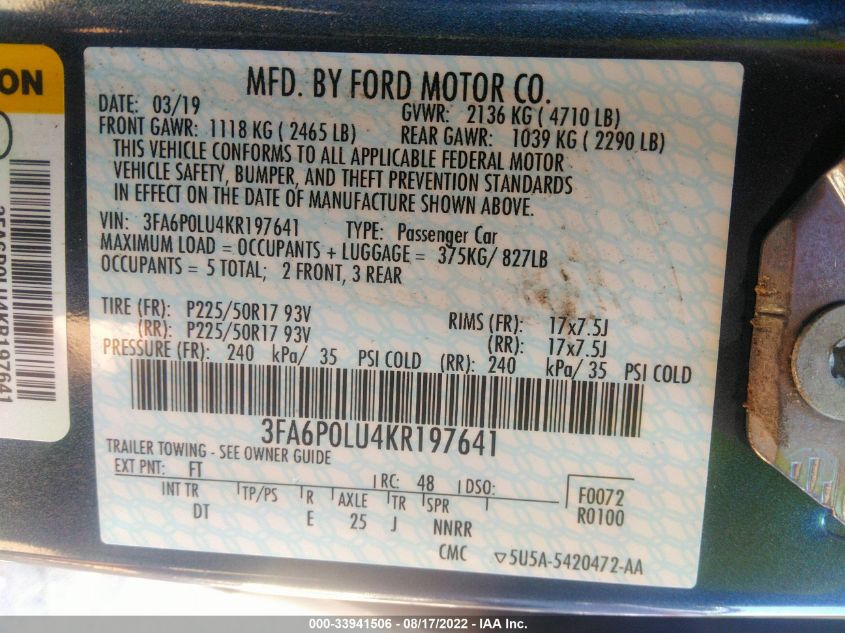 ON
MFD. BY FORD MOTOR CO.
DATE: 03/19 GVWR: 2136 KG ( 4710 LB)
FRONT GAWR: 1118 KG ( 2465 LB) REAR GAWR: 1039 KG ( 2290 LB)
THIS VEHICLE CONFORMS TO ALL APPLICABLE FEDERAL MOTOR
VEHICLE SAFETY, BUMPER, AND THEFT PREVENTION STANDARDS
IN EFFECT ON THE DATE OF MANUFACTURE SHOWN ABOVE.
VIN: 3FA6P0LU4KR197641 TYPE: Passenger Car
MAXIMUM LOAD = OCCUPANTS + LUGGAGE = 375KG/ 827LB
OCCUPANTS = 5 TOTAL; 2 FRONT, 3 REAR
TIRE (FR): P225/50R17 93V RIMS (FR): 17x7.5J
(RR): P225/50R17 93V (RR): 17x7.5J
PRESSURE (FR): 240 kPa/ 35 PSI COLD (RR): 240 kPa/ 35 PSI COLD
3FA6P0LU4KR197641
TRAILER TOWING - SEE OWNER GUIDE
EXT PNT: FT RC: 48 DSO: F0072
INT TR TP/PS R AXLE TR SPR R0100
DT E 25 J NNRR
CMC ▽5U5A-5420472-AA
3FA6P0LU4KR197641
000-33941506 - 08/17/2022 - IAA Inc.